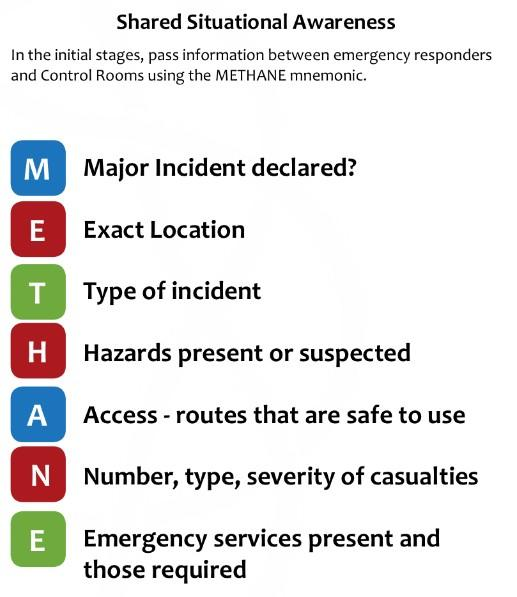 Shared Situational Awareness
In the initial stages, pass information between emergency responders
and Control Rooms using the METHANE mnemonic.
M Major Incident declared?
E Exact Location
T Type of incident
H Hazards present or suspected
A Access - routes that are safe to use
N Number, type, severity of casualties
E Emergency services present and
those required